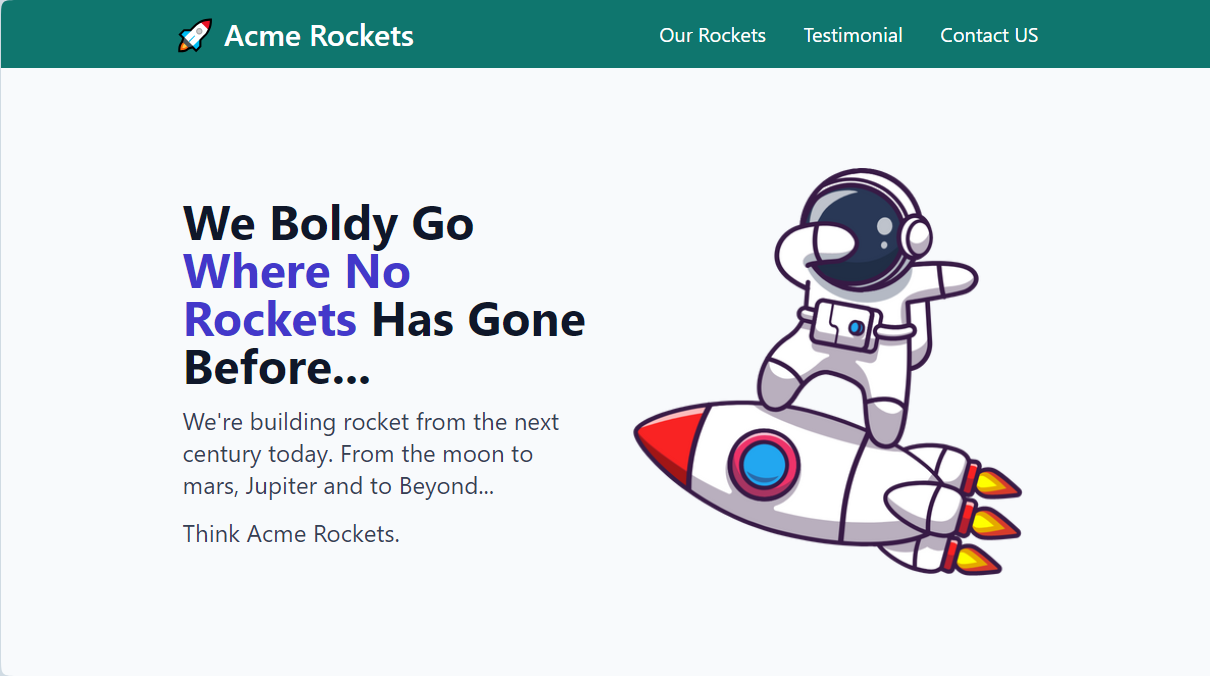 Acme Rockets
Our Rockets Testimonial Contact US
We Boldy Go
Where No
Rockets Has Gone
Before...
We're building rocket from the next
century today. From the moon to
mars, Jupiter and to Beyond...
Think Acme Rockets.